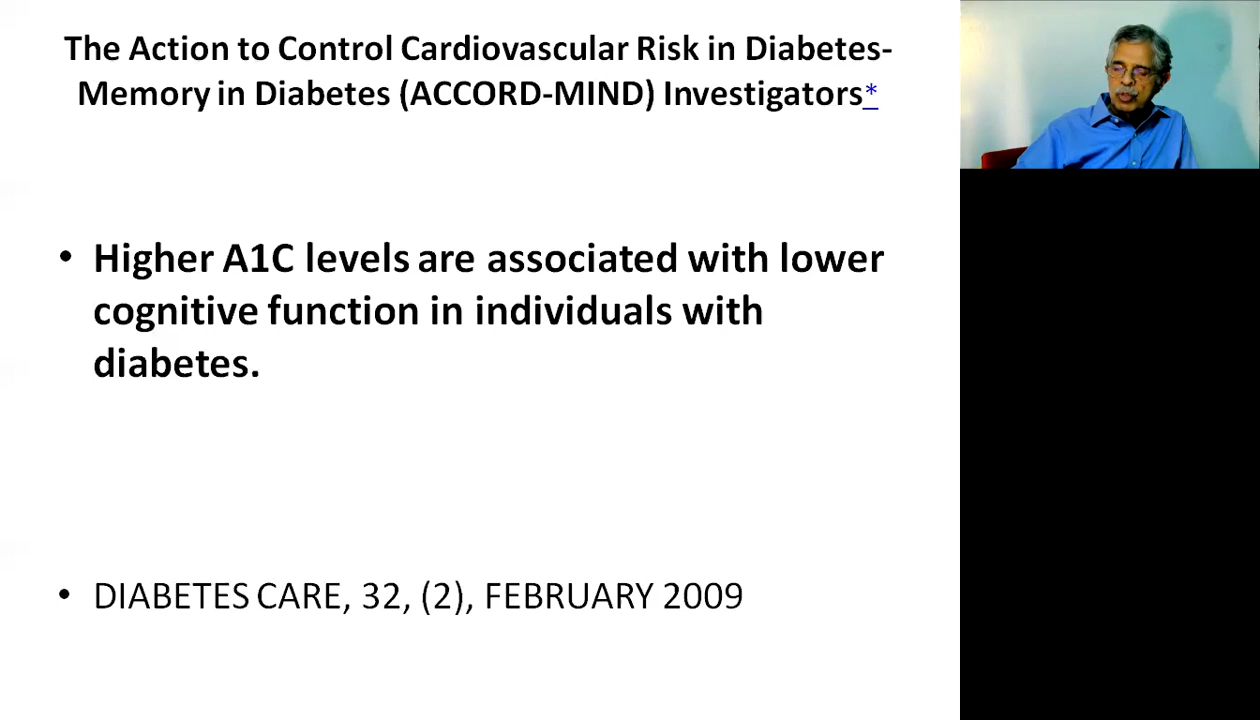 The Action to Control Cardiovascular Risk in Diabetes-
Memory in Diabetes (ACCORD-MIND) Investigators*
• Higher A1C levels are associated with lower
cognitive function in individuals with
diabetes.
• DIABETES CARE, 32, (2), FEBRUARY 2009